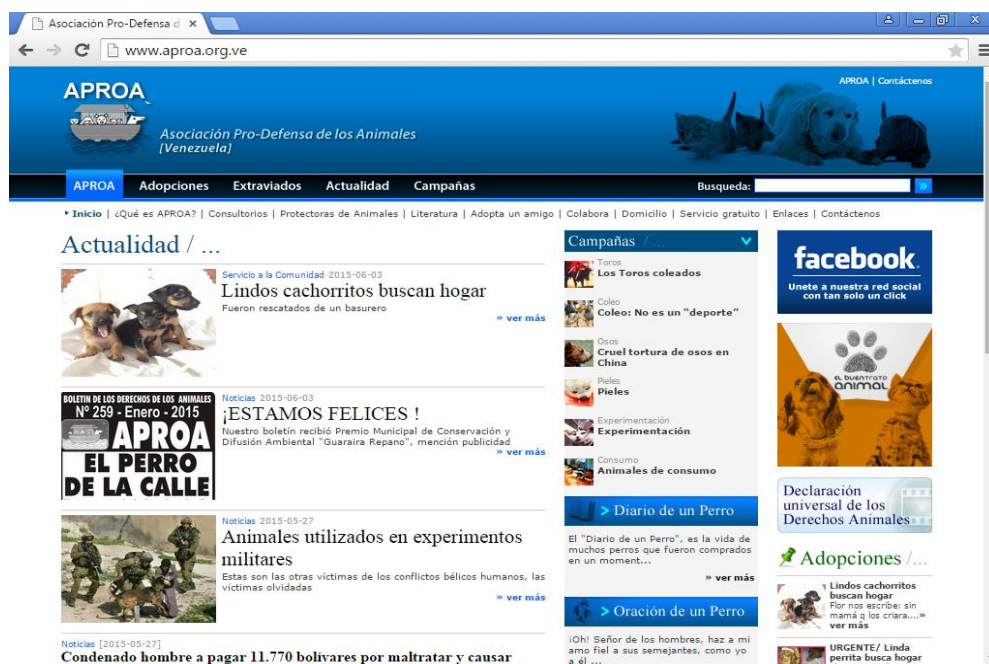 Asociación Pro-Defensa d
www.aproa.org.ve
APROA | Contáctenos
APROA
Asociación Pro-Defensa de los Animales
[Venezuela]
APROA Adopciones Extraviados Actualidad Campañas Busqueda:
Inicio | ¿Qué es APROA? | Consultorios | Protectoras de Animales | Literatura | Adopta un amigo | Colabora | Domicilio | Servicio gratuito | Enlaces | Contáctenos
Actualidad / ...
Servicio a la Comunidad 2015-06-03
Lindos cachorritos buscan hogar
Fueron rescatados de un basurero
» ver más
BOLETIN DE LOS DERECHOS DE LOS ANIMALES
Nº 259 - Enero - 2015
APROA
EL PERRO
DE LA CALLE
Noticias 2015-06-03
¡ESTAMOS FELICES !
Nuestro boletín recibió Premio Municipal de Conservación y
Difusión Ambiental "Guaraira Repano", mención publicidad
» ver más
Noticias 2015-05-27
Animales utilizados en experimentos
militares
Estas son las otras víctimas de los conflictos bélicos humanos, las
víctimas olvidadas
» ver más
Noticias [2015-05-27]
Condenado hombre a pagar 11.770 bolívares por maltratar y causar
Campañas / ...
Toros
Los Toros coleados
Coleo
Coleo: No es un "deporte"
Osos
Cruel tortura de osos en
China
Pieles
Pieles
Experimentación
Experimentación
Consumo
Animales de consumo
> Diario de un Perro
El "Diario de un Perro", es la vida de
muchos perros que fueron comprados
en un moment...
» ver más
> Oración de un Perro
¡Oh! Señor de los hombres, haz a mi
amo fiel a sus semejantes, como yo
a él ...
facebook.
Unete a nuestra red social
con tan solo un click
EL BUENTRATO
ANIMAL
Declaración
universal de los
Derechos Animales
Adopciones /...
Lindos cachorritos
buscan hogar
Flor nos escribe: sin
mamá q los criara....»
ver más
URGENTE/ Linda
perrita busca hogar